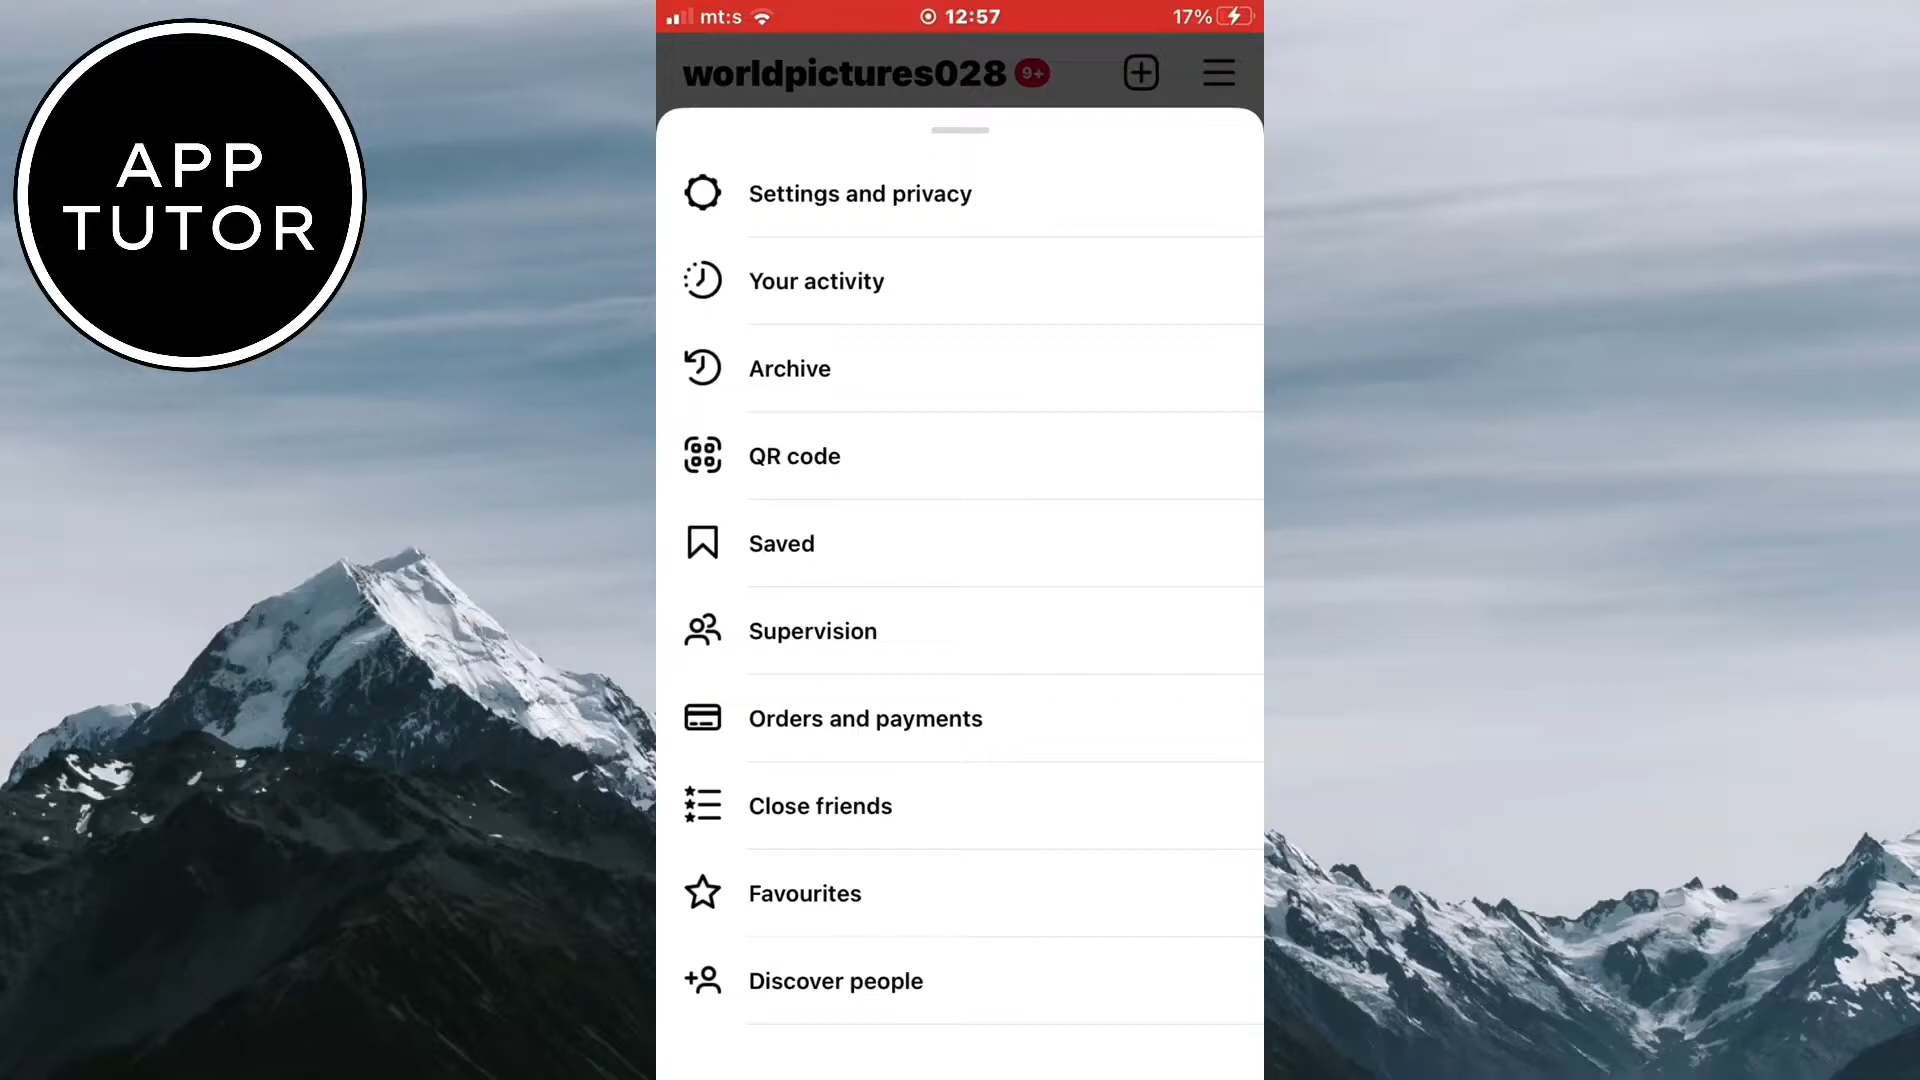 APP
TUTOR
mt:s 12:57 17%
worldpictures028 9+
Settings and privacy
Your activity
Archive
QR code
Saved
Supervision
Orders and payments
Close friends
Favourites
Discover people